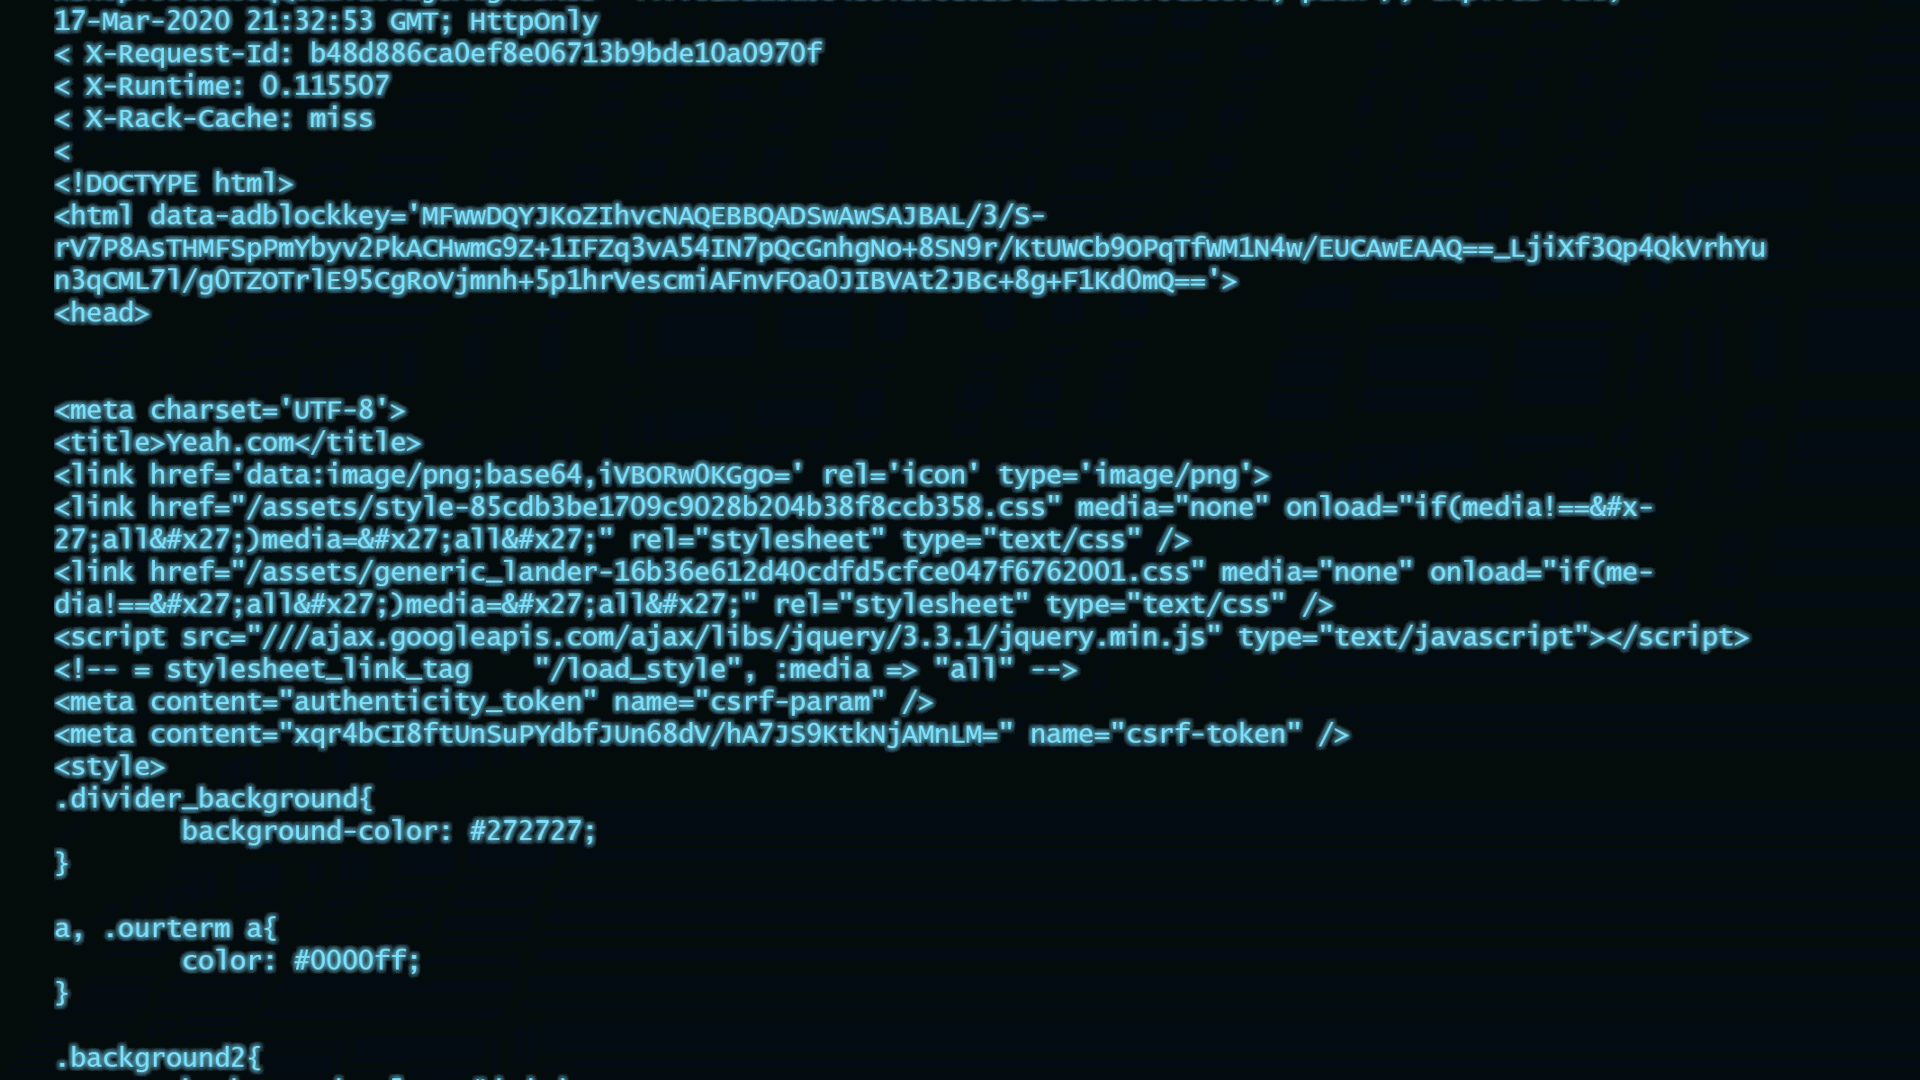 17-Mar-2020 21:32:53 GMT; HttpOnly
< X-Request-Id: b48d886ca0ef8e06713b9bde10a0970f
< X-Runtime: 0.115507
< X-Rack-Cache: miss
<
<!DOCTYPE html>
<html data-adblockkey='MFwwDQYJKoZIhvcNAQEBBQADSwAwSAJBAL/3/S-
rV7P8AsTHMFSpPmYbyv2PkACHwmG9Z+1IFZq3vA54IN7pQcGnhgNo+8SN9r/KtUWCb9OPqTfWM1N4w/EUCAwEAAQ==_LjiXf3Qp4QkVrhYu
n3qCML7l/g0TZOTrlE95CgRoVjmnh+5p1hrVescmiAFnvFOa0JIBVAt2JBc+8g+F1Kd0mQ=='>
<head>
<meta charset='UTF-8'>
<title>Yeah.com</title>
<link href='data:image/png;base64,iVBORw0KGgo=' rel='icon' type='image/png'>
<link href="/assets/style-85cdb3be1709c9028b204b38f8ccb358.css" media="none" onload="if(media!==&#x-
27;all&#x27;)media=&#x27;all&#x27;" rel="stylesheet" type="text/css" />
<link href="/assets/generic_lander-16b36e612d40cdfd5cfce047f6762001.css" media="none" onload="if(me-
dia!==&#x27;all&#x27;)media=&#x27;all&#x27;" rel="stylesheet" type="text/css" />
<script src="///ajax.googleapis.com/ajax/libs/jquery/3.3.1/jquery.min.js" type="text/javascript"></script>
<!-- = stylesheet_link_tag    "/load_style", :media => "all" -->
<meta content="authenticity_token" name="csrf-param" />
<meta content="xqr4bCI8ftUnSuPYdbfJUn68dV/hA7JS9KtkNjAMnLM=" name="csrf-token" />
<style>
.divider_background{
        background-color: #272727;
}
a, .ourterm a{
        color: #0000ff;
}
.background2{